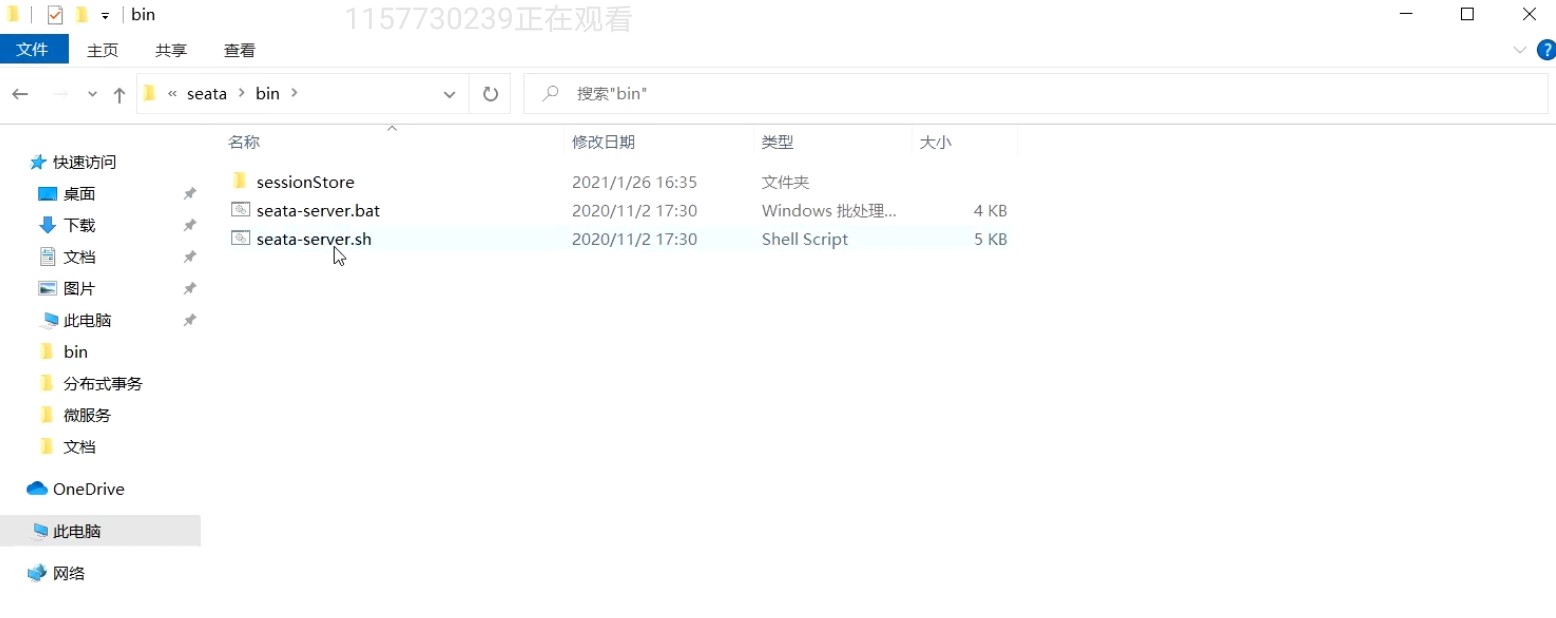 bin
1157730239正在观看
文件 主页 共享 查看
« seata > bin > 搜索"bin"
名称 修改日期 类型 大小
快速访问
桌面
下载
文档
图片
此电脑
bin
分布式事务
微服务
文档
OneDrive
此电脑
网络
sessionStore 2021/1/26 16:35 文件夹
seata-server.bat 2020/11/2 17:30 Windows 批处理... 4 KB
seata-server.sh 2020/11/2 17:30 Shell Script 5 KB